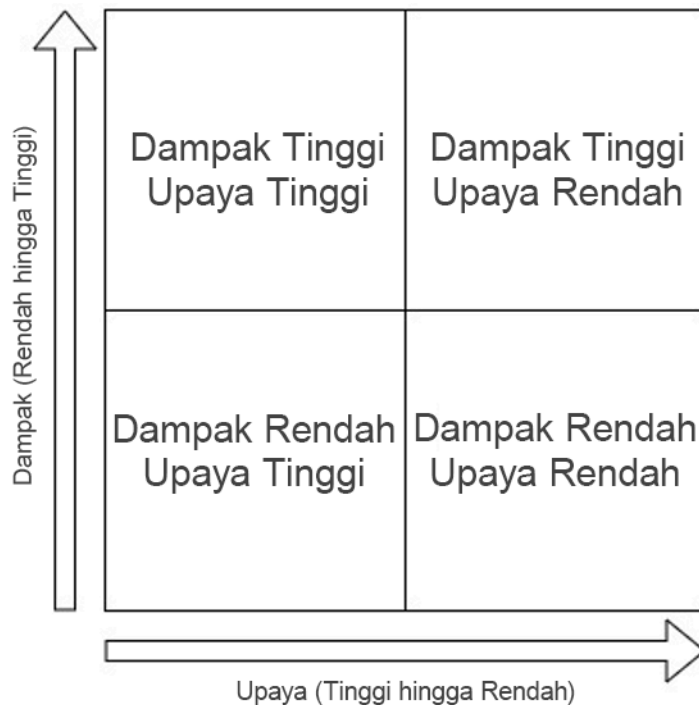 Dampak (Rendah hingga Tinggi)
Dampak Tinggi
Upaya Tinggi
Dampak Tinggi
Upaya Rendah
Dampak Rendah
Upaya Tinggi
Dampak Rendah
Upaya Rendah
Upaya (Tinggi hingga Rendah)